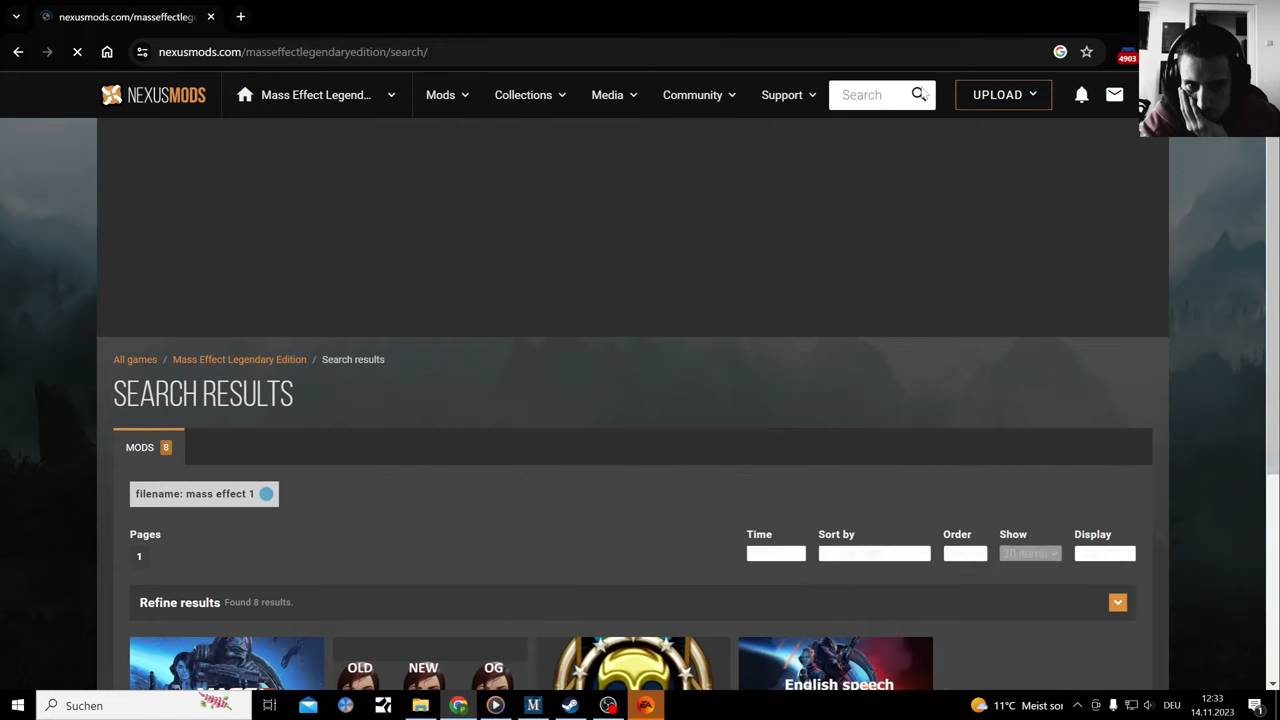 nexusmods.com/masseffectleg
nexusmods.com/masseffectlegendaryedition/search/
4903
NEXUSMODS
Mass Effect Legend...
Mods
Collections
Media
Community
Support
Search
UPLOAD
All games / Mass Effect Legendary Edition / Search results
SEARCH RESULTS
MODS 8
filename: mass effect 1
Pages
Time
Sort by
Order
Show
Display
1
20 items
Refine results Found 8 results.
OLD NEW OG
English speech
Suchen
11°C Meist son
DEU
12:33
14.11.2023